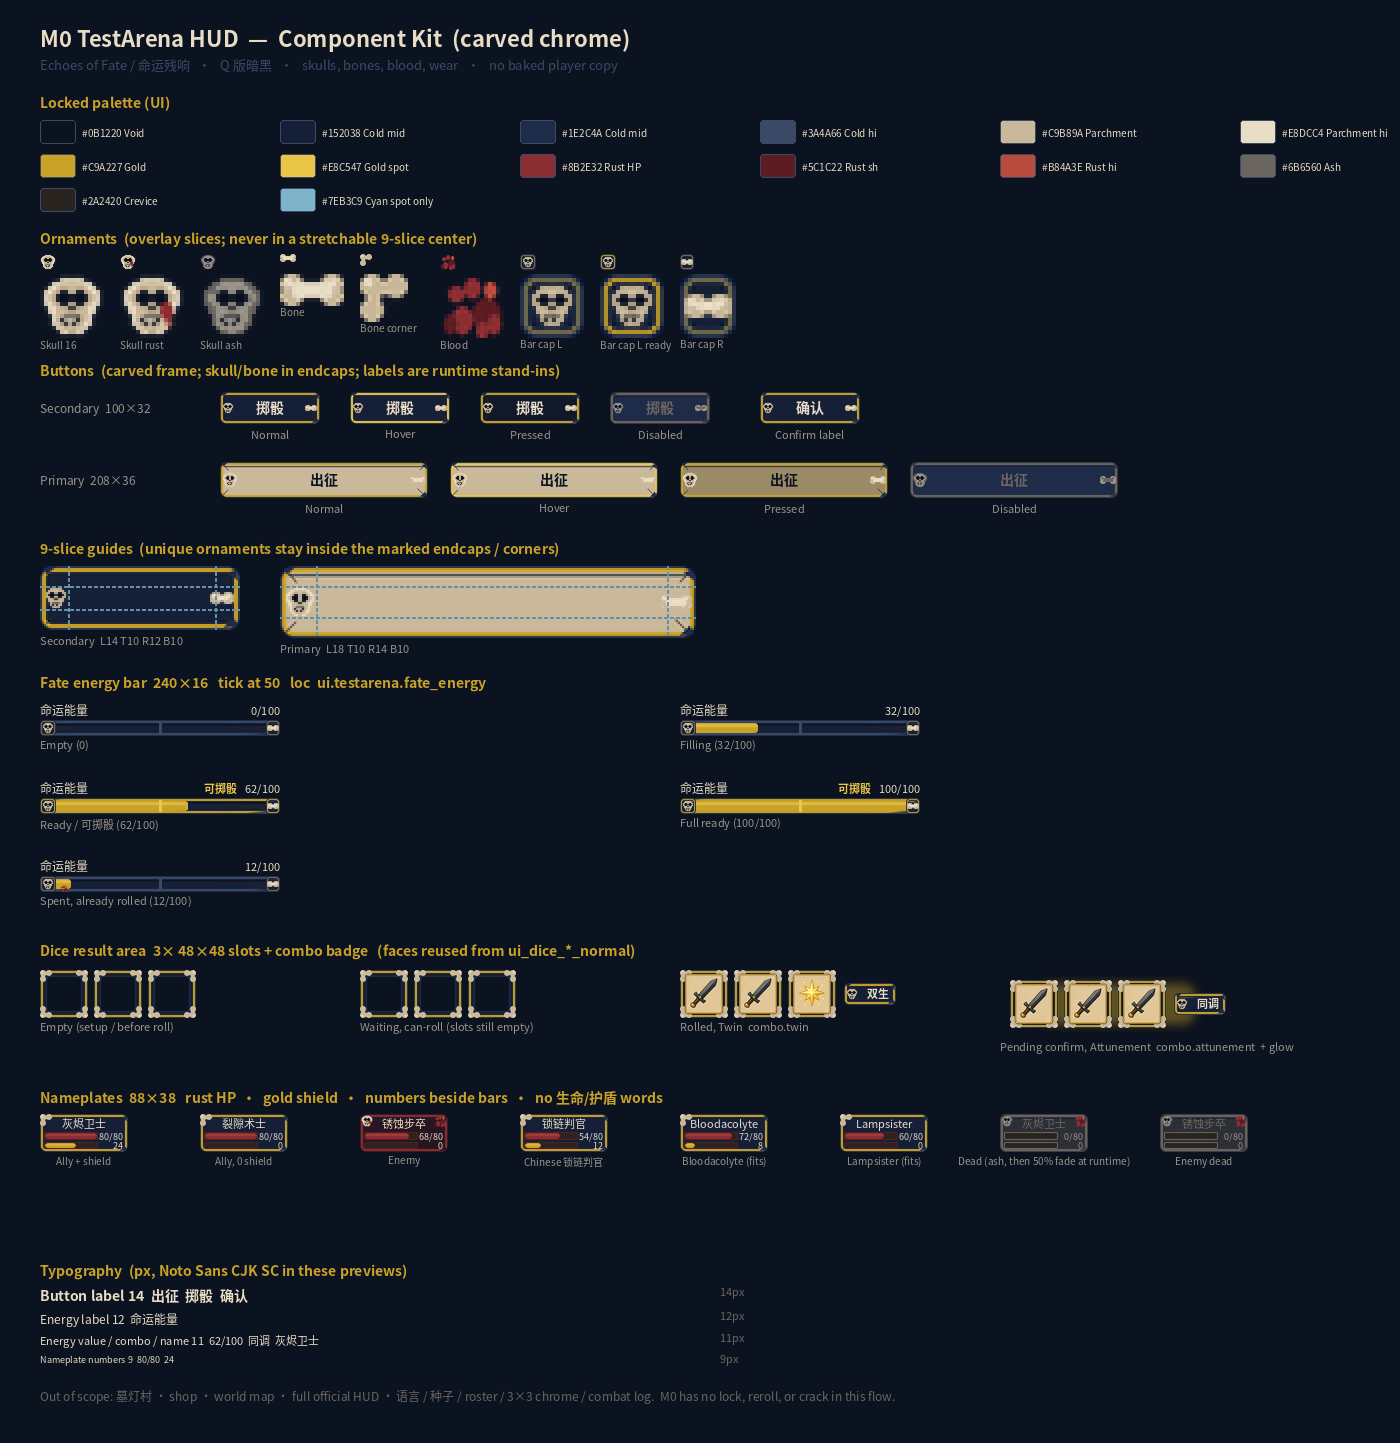 M0 TestArena HUD — Component Kit (carved chrome)
Echoes of Fate / 命运残响 · Q 版暗黑 · skulls, bones, blood, wear · no baked player copy
Locked palette (UI)
#0B1220 Void #152038 Cold mid #1E2C4A Cold mid #3A4A66 Cold hi #C9B89A Parchment #E8DCC4 Parchment hi
#C9A227 Gold #E8C547 Gold spot #8B2E32 Rust HP #5C1C22 Rust sh #B84A3E Rust hi #6B6560 Ash
#2A2420 Crevice #7EB3C9 Cyan spot only
Ornaments (overlay slices; never in a stretchable 9-slice center)
Skull 16 Skull rust Skull ash Bone Bone corner Blood Bar cap L Bar cap L ready Bar cap R
Buttons (carved frame; skull/bone in endcaps; labels are runtime stand-ins)
Secondary 100×32 掷骰 掷骰 掷骰 掷骰 确认
Normal Hover Pressed Disabled Confirm label
Primary 208×36 出征 出征 出征 出征
Normal Hover Pressed Disabled
9-slice guides (unique ornaments stay inside the marked endcaps / corners)
Secondary L14 T10 R12 B10
Primary L18 T10 R14 B10
Fate energy bar 240×16 tick at 50 loc ui.testarena.fate_energy
命运能量 0/100 命运能量 32/100
Empty (0) Filling (32/100)
命运能量 可掷骰 62/100 命运能量 可掷骰 100/100
Ready / 可掷骰 (62/100) Full ready (100/100)
命运能量 12/100
Spent, already rolled (12/100)
Dice result area 3× 48×48 slots + combo badge (faces reused from ui_dice_*_normal)
双生 同调
Empty (setup / before roll) Waiting, can-roll (slots still empty) Rolled, Twin combo.twin
Pending confirm, Attunement combo.attunement + glow
Nameplates 88×38 rust HP · gold shield · numbers beside bars · no 生命/护盾 words
灰烬卫士 裂隙术士 锈蚀步卒 锁链判官 Bloodacolyte Lampsister 灰烬卫士 锈蚀步卒
80/80 80/80 68/80 54/80 72/80 60/80 0/80 0/80
24 0 0 12 8 0 0 0
Ally + shield Ally, 0 shield Enemy Chinese 锁链判官 Bloodacolyte (fits) Lampsister (fits) Dead (ash, then 50% fade at runtime) Enemy dead
Typography (px, Noto Sans CJK SC in these previews)
Button label 14 出征 掷骰 确认 14px
Energy label 12 命运能量 12px
Energy value / combo / name 11 62/100 同调 灰烬卫士 11px
Nameplate numbers 9 80/80 24 9px
Out of scope: 墓灯村 · shop · world map · full official HUD · 语言 / 种子 / roster / 3×3 chrome / combat log. M0 has no lock, reroll, or crack in this flow.